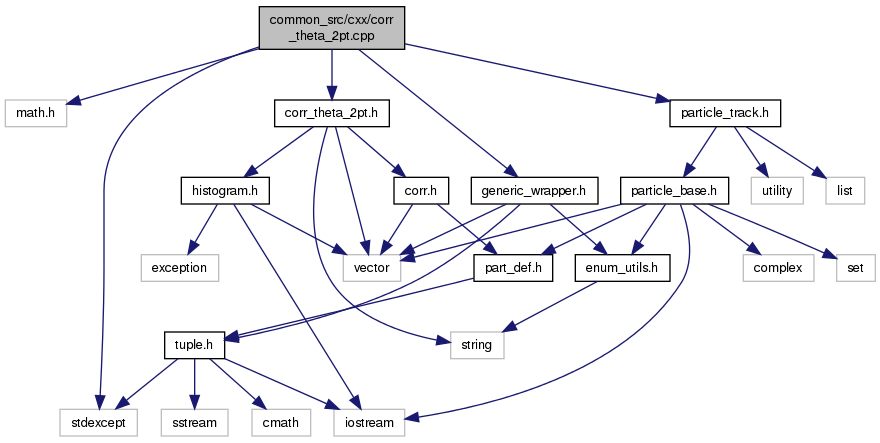 common_src/cxx/corr
_theta_2pt.cpp
math.h
corr_theta_2pt.h
particle_track.h
histogram.h
corr.h
generic_wrapper.h
particle_base.h
utility
list
exception
vector
part_def.h
enum_utils.h
complex
set
tuple.h
string
stdexcept
sstream
cmath
iostream